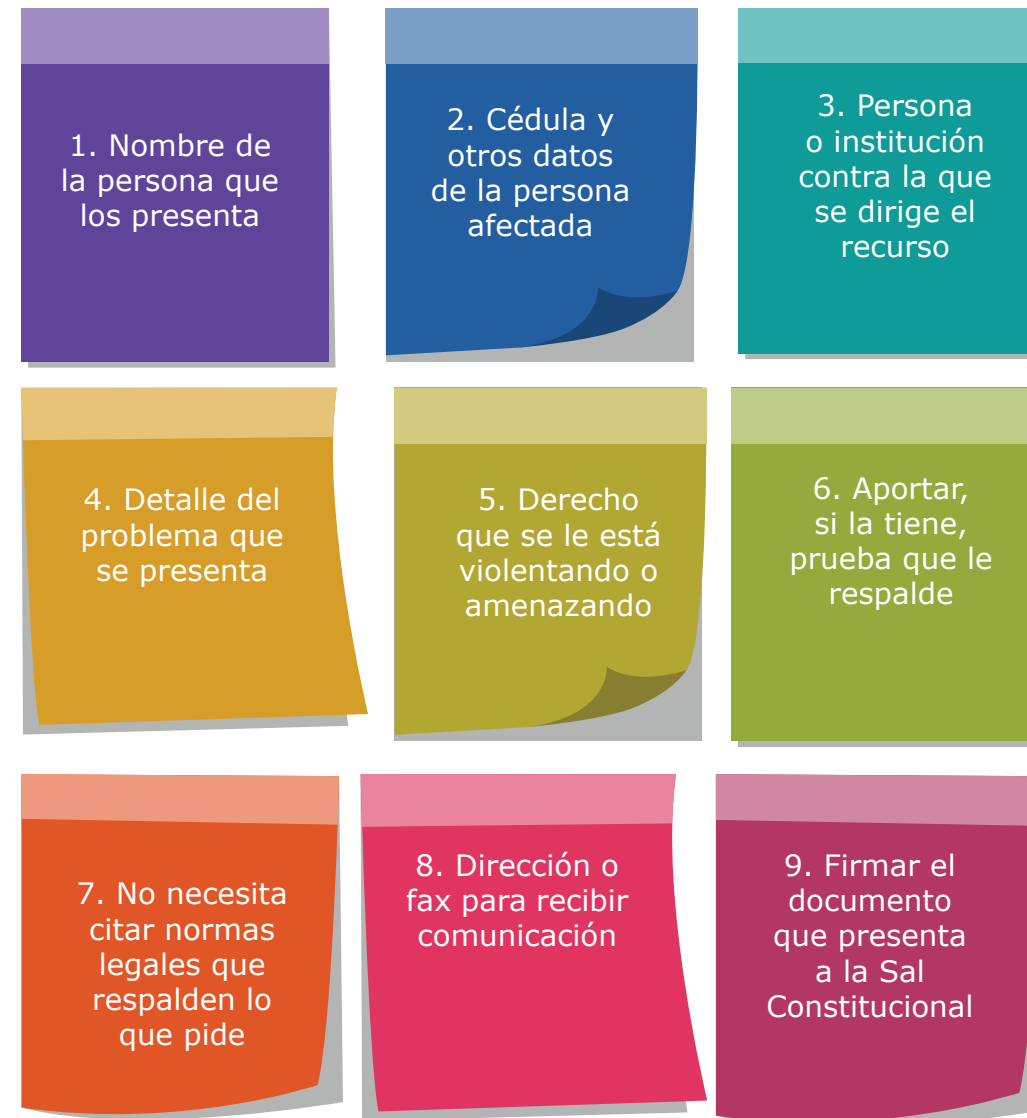 1. Nombre de
la persona que
los presenta
2. Cédula y
otros datos
de la persona
afectada
3. Persona
o institución
contra la que
se dirige el
recurso
4. Detalle del
problema que
se presenta
5. Derecho
que se le está
violentando o
amenazando
6. Aportar,
si la tiene,
prueba que le
respalde
7. No necesita
citar normas
legales que
respalden lo
que pide
8. Dirección o
fax para recibir
comunicación
9. Firmar el
documento
que presenta
a la Sal
Constitucional